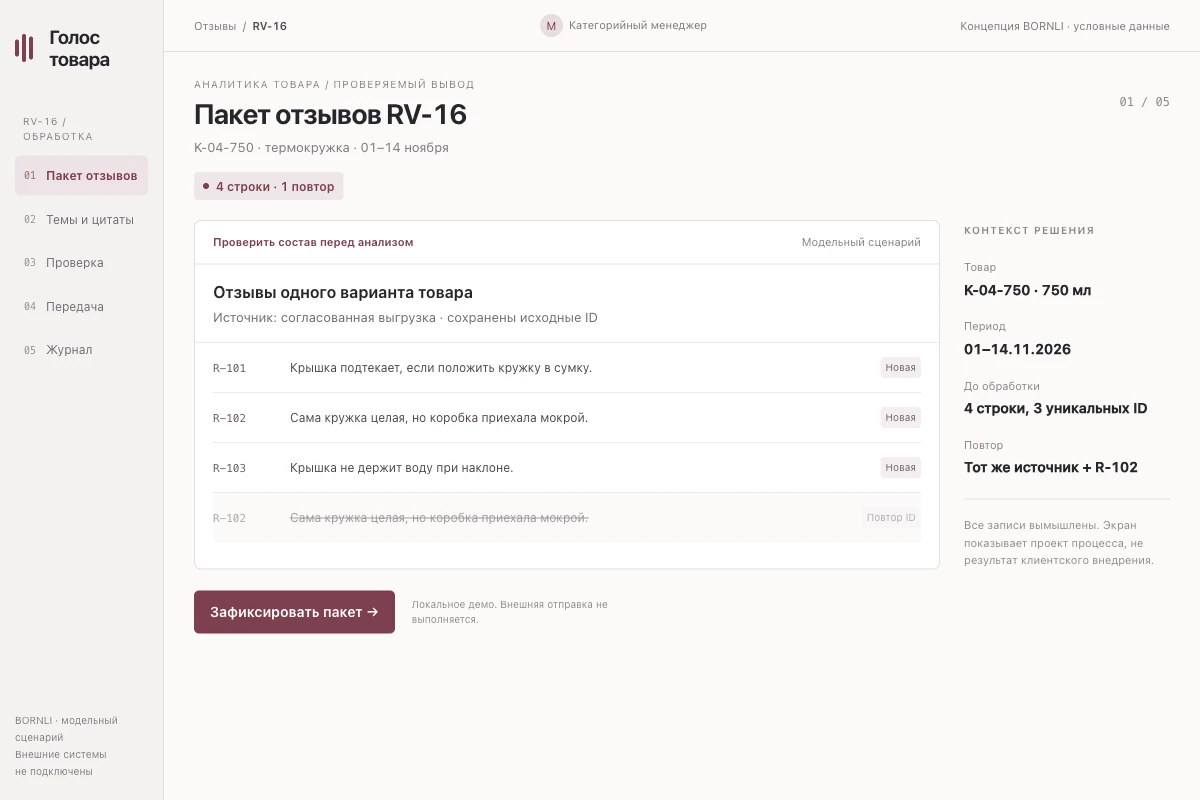 Голос
товара
RV-16 /
ОБРАБОТКА
01 Пакет отзывов
02 Темы и цитаты
03 Проверка
04 Передача
05 Журнал
BORNLI · модельный
сценарий
Внешние системы
не подключены
Отзывы / RV-16
М Категорийный менеджер
Концепция BORNLI · условные данные
АНАЛИТИКА ТОВАРА / ПРОВЕРЯЕМЫЙ ВЫВОД
Пакет отзывов RV-16
01 / 05
K-04-750 · термокружка · 01–14 ноября
4 строки · 1 повтор
Проверить состав перед анализом
Модельный сценарий
Отзывы одного варианта товара
Источник: согласованная выгрузка · сохранены исходные ID
R-101 Крышка подтекает, если положить кружку в сумку. Новая
R-102 Сама кружка целая, но коробка приехала мокрой. Новая
R-103 Крышка не держит воду при наклоне. Новая
R-102 Сама кружка целая, но коробка приехала мокрой. Повтор ID
Зафиксировать пакет →
Локальное демо. Внешняя отправка не
выполняется.
КОНТЕКСТ РЕШЕНИЯ
Товар
K-04-750 · 750 мл
Период
01–14.11.2026
До обработки
4 строки, 3 уникальных ID
Повтор
Тот же источник + R-102
Все записи вымышлены. Экран
показывает проект процесса, не
результат клиентского внедрения.